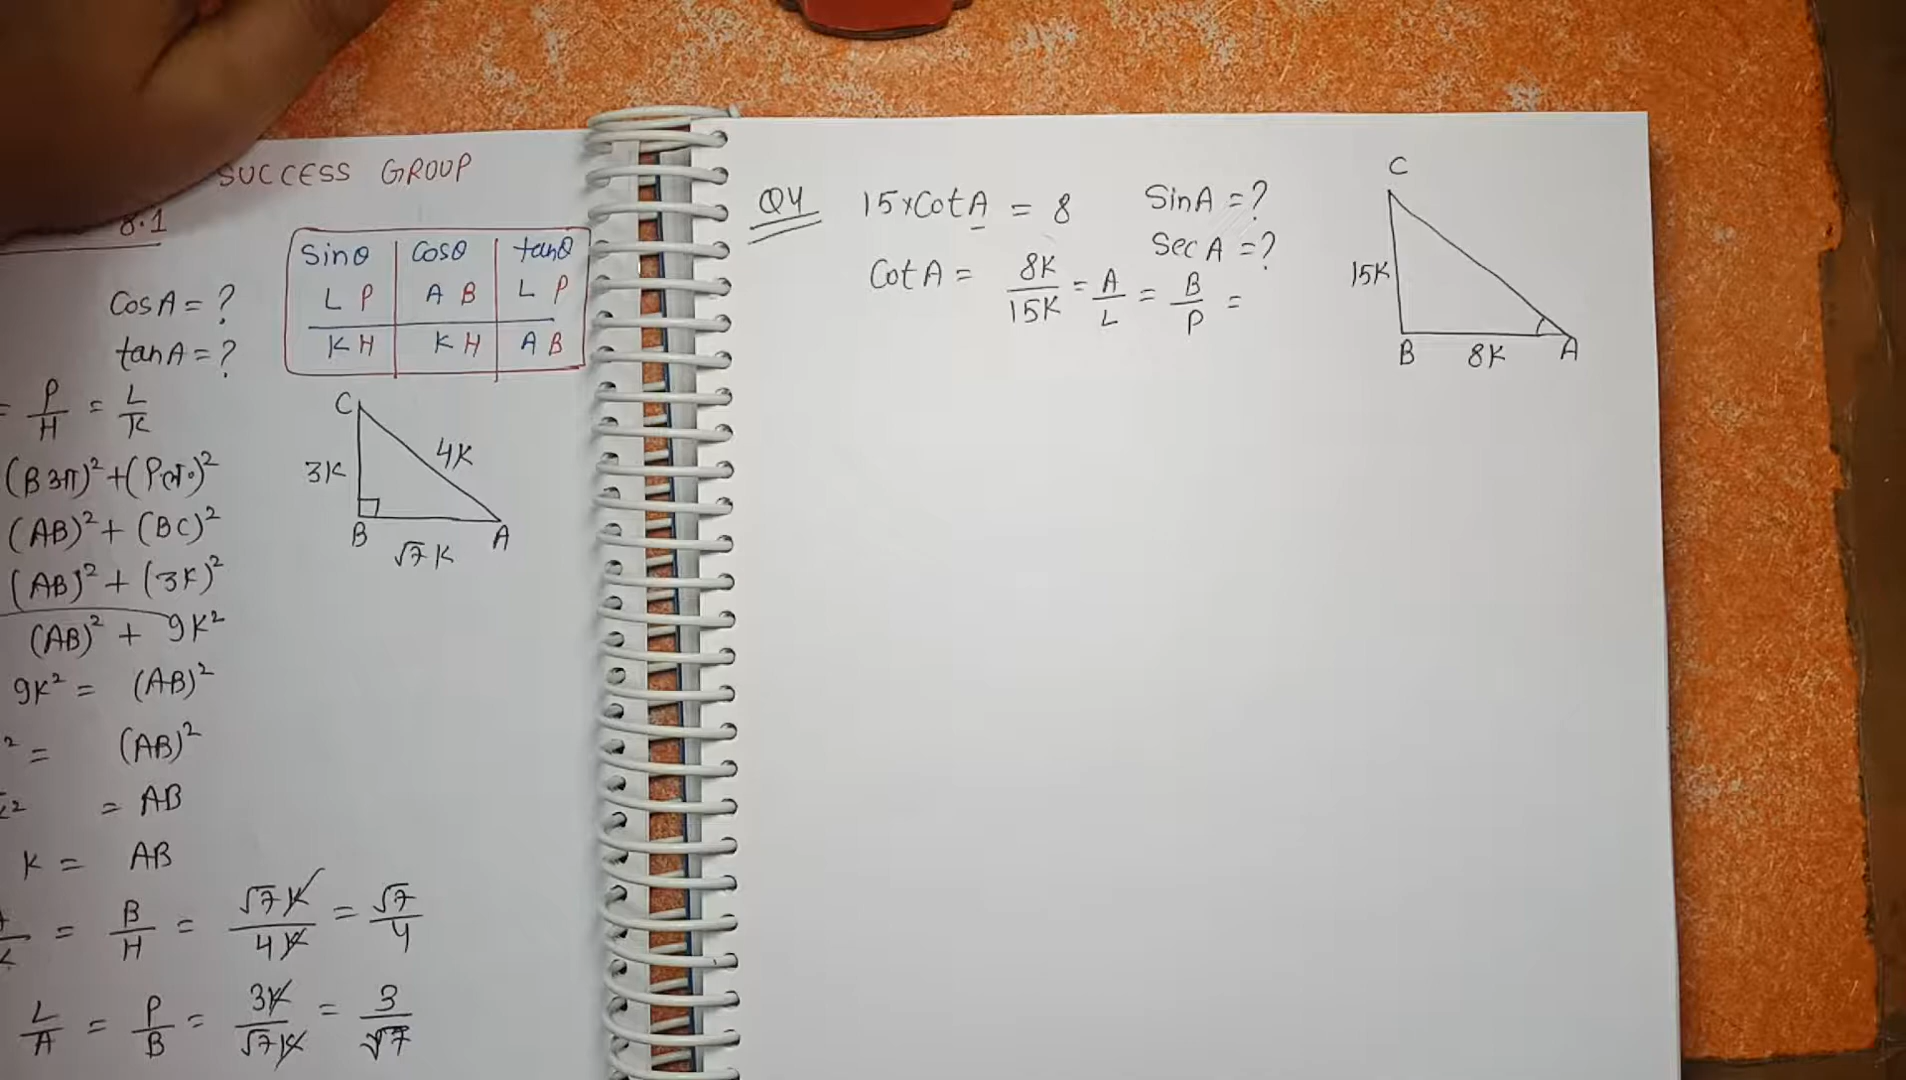 SUCCESS GROUP
8.1
Sinθ Cosθ tanθ
L P A B L P
K H K H A B
CosA = ?
tanA = ?
= P/H = L/K
C
3K 4K
B A
√7 K
(AB)² + (BC)²
(AB)² + (3K)²
(AB)² + 9K²
9K² = (AB)²
² = (AB)²
= AB
K = AB
= B/H = √7K/4K = √7/4
L/A = P/B = 3K/√7K = 3/√7
Q4 15×CotA = 8 SinA = ?
SecA = ?
CotA = 8K/15K = A/L = B/P =
C
15K
B 8K A